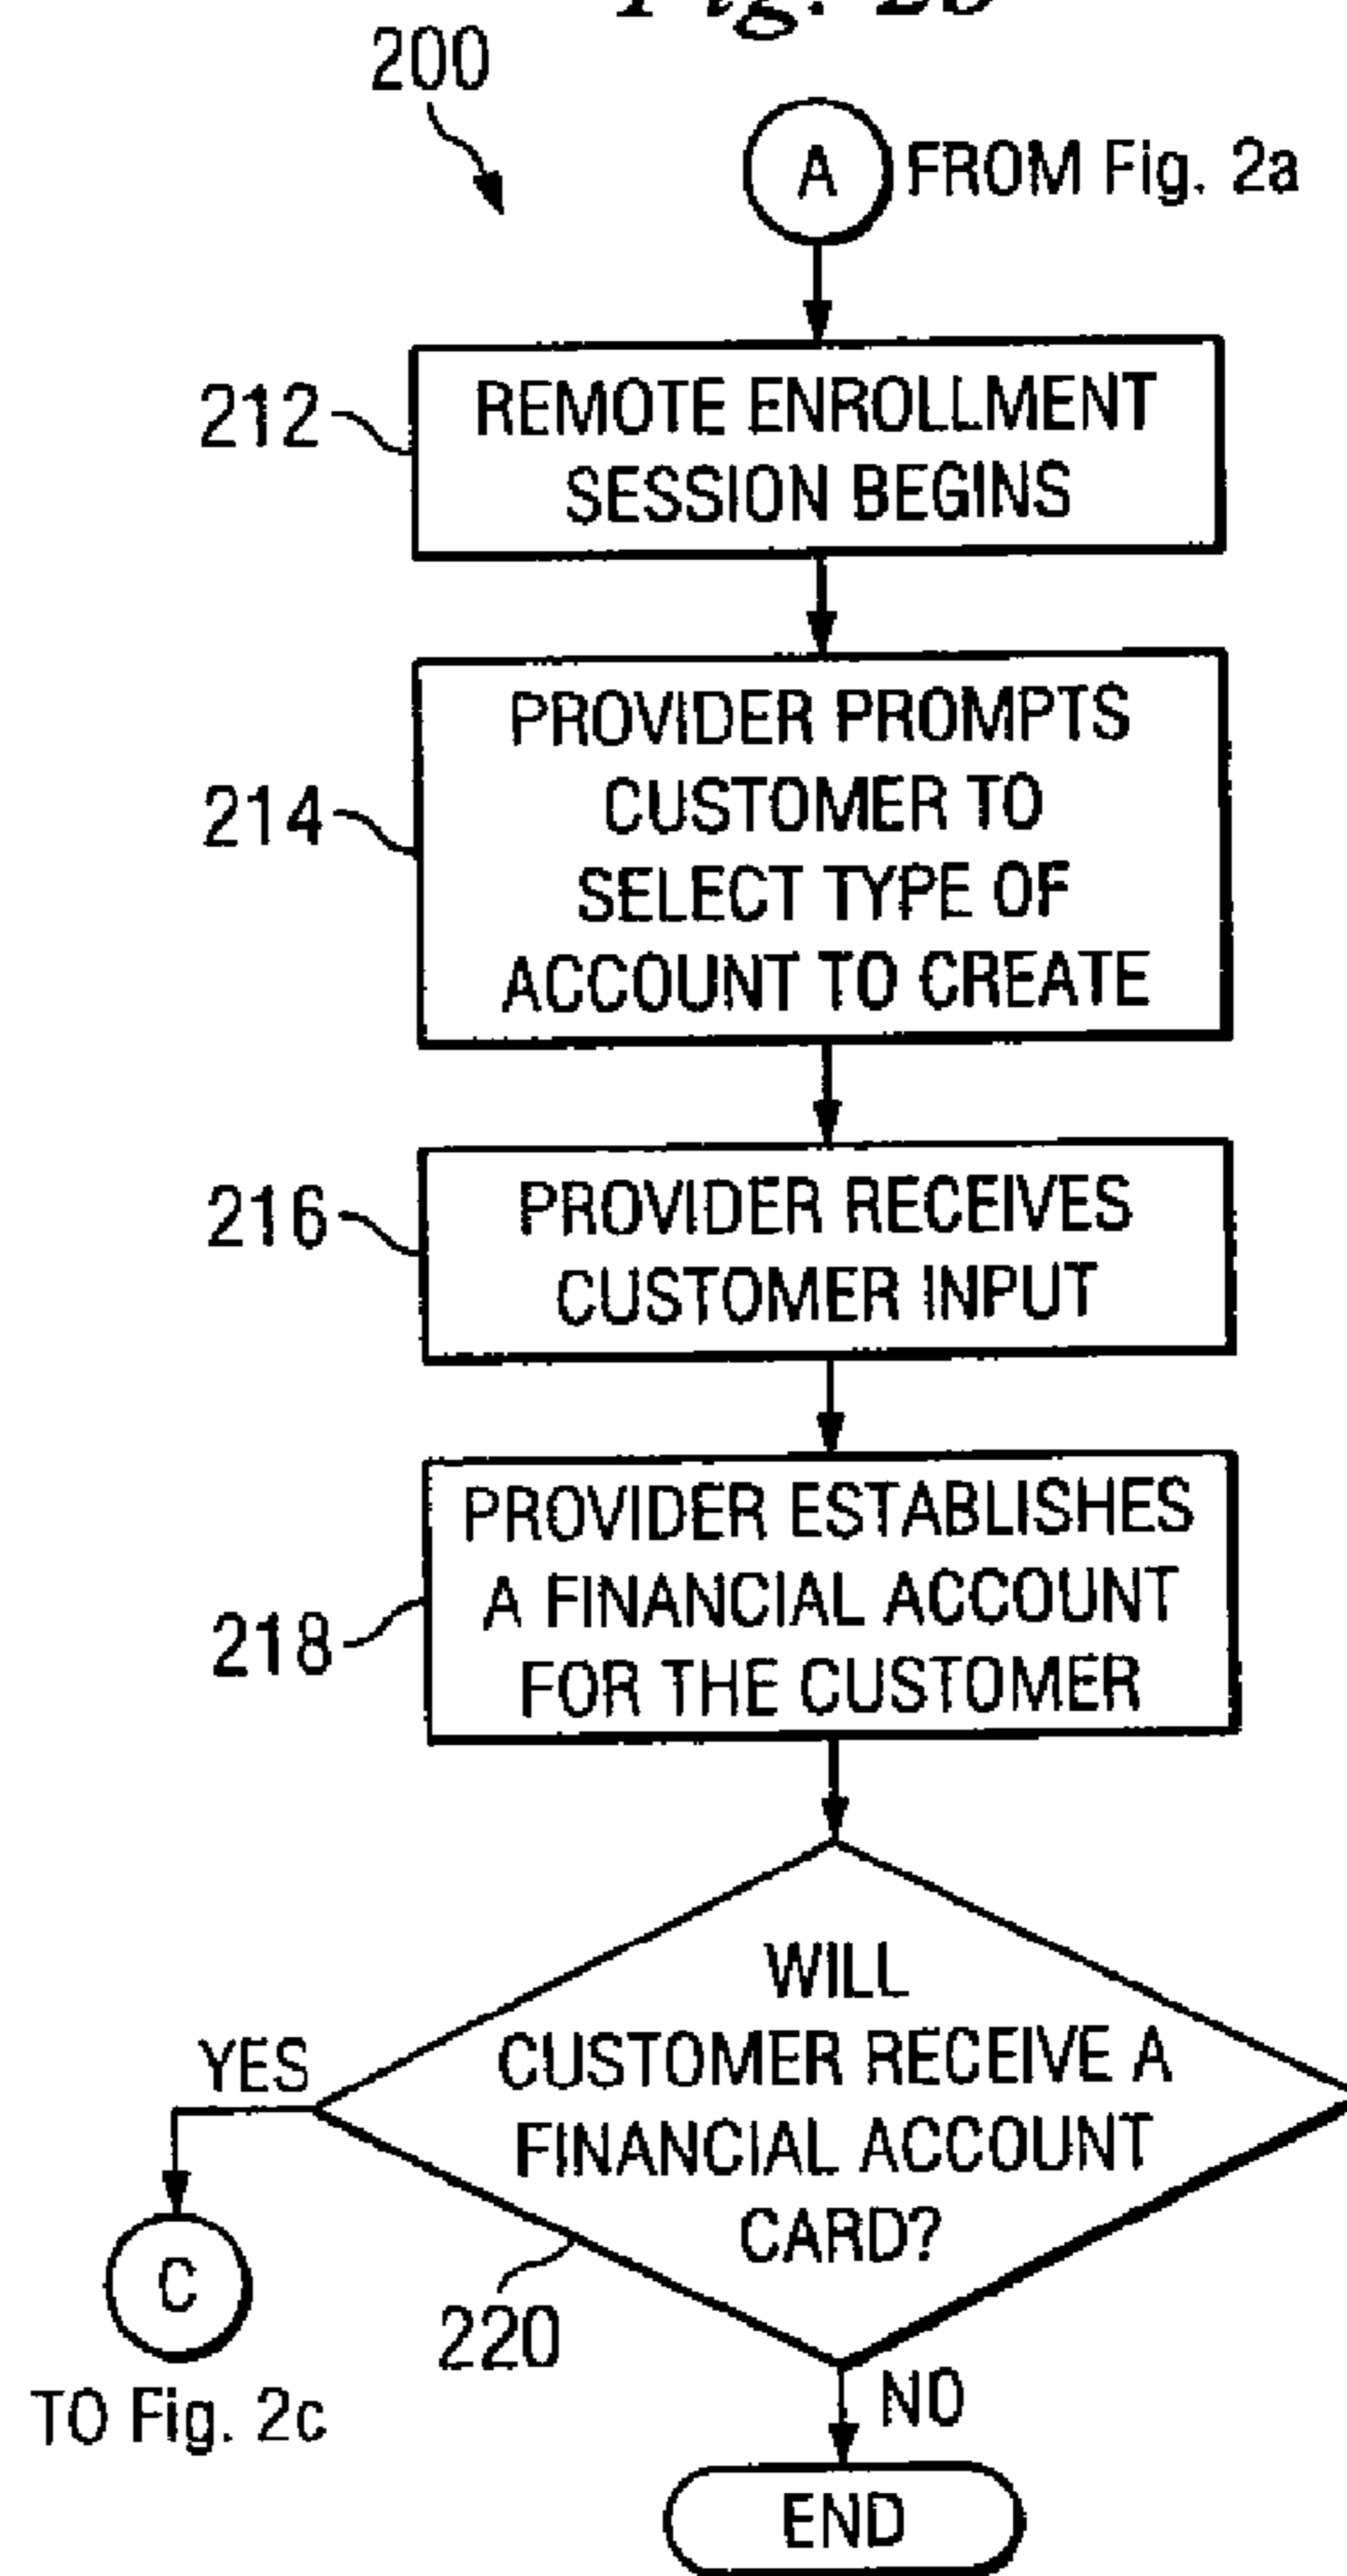 Fig. 2b
200
A FROM Fig. 2a
212
REMOTE ENROLLMENT
SESSION BEGINS
214
PROVIDER PROMPTS
CUSTOMER TO
SELECT TYPE OF
ACCOUNT TO CREATE
216
PROVIDER RECEIVES
CUSTOMER INPUT
218
PROVIDER ESTABLISHES
A FINANCIAL ACCOUNT
FOR THE CUSTOMER
WILL
CUSTOMER RECEIVE A
FINANCIAL ACCOUNT
CARD?
YES
C
TO Fig. 2c
220
NO
END